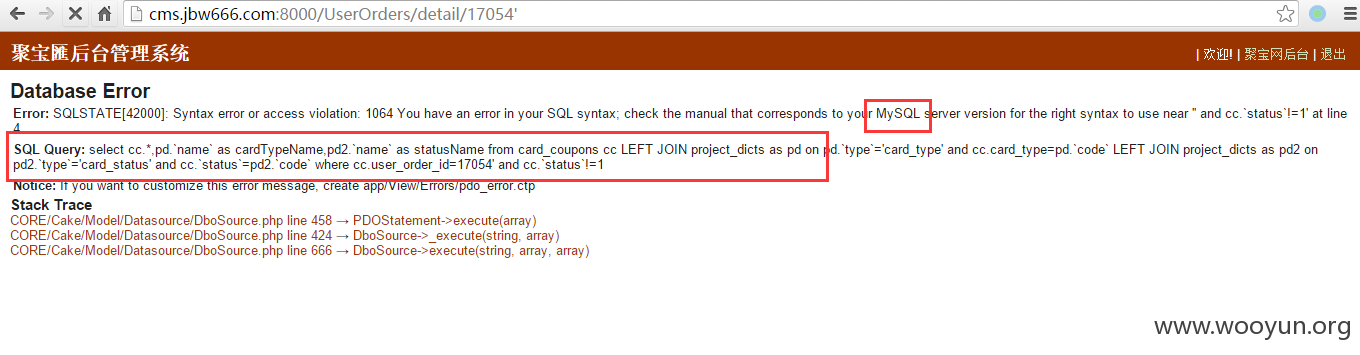 cms.jbw666.com:8000/UserOrders/detail/17054'
聚宝匯后台管理系统
| 欢迎! | 聚宝网后台 | 退出
Database Error
Error: SQLSTATE[42000]: Syntax error or access violation: 1064 You have an error in your SQL syntax; check the manual that corresponds to your MySQL server version for the right syntax to use near '' and cc.`status`!=1' at line
4
SQL Query: select cc.*,pd.`name` as cardTypeName,pd2.`name` as statusName from card_coupons cc LEFT JOIN project_dicts as pd on pd.`type`='card_type' and cc.card_type=pd.`code` LEFT JOIN project_dicts as pd2 on
pd2.`type`='card_status' and cc.`status`=pd2.`code` where cc.user_order_id=17054' and cc.`status`!=1
Notice: If you want to customize this error message, create app/View/Errors/pdo_error.ctp
Stack Trace
CORE/Cake/Model/Datasource/DboSource.php line 458 → PDOStatement->execute(array)
CORE/Cake/Model/Datasource/DboSource.php line 424 → DboSource->_execute(string, array)
CORE/Cake/Model/Datasource/DboSource.php line 666 → DboSource->execute(string, array, array)
www.wooyun.org